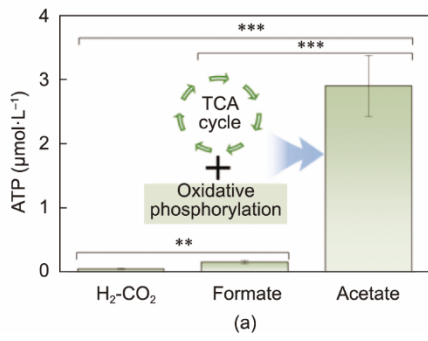 ***
***
4
3
2
1
0
ATP (μmol·L⁻¹)
TCA
cycle
+
Oxidative
phosphorylation
**
H₂-CO₂ Formate Acetate
(a)